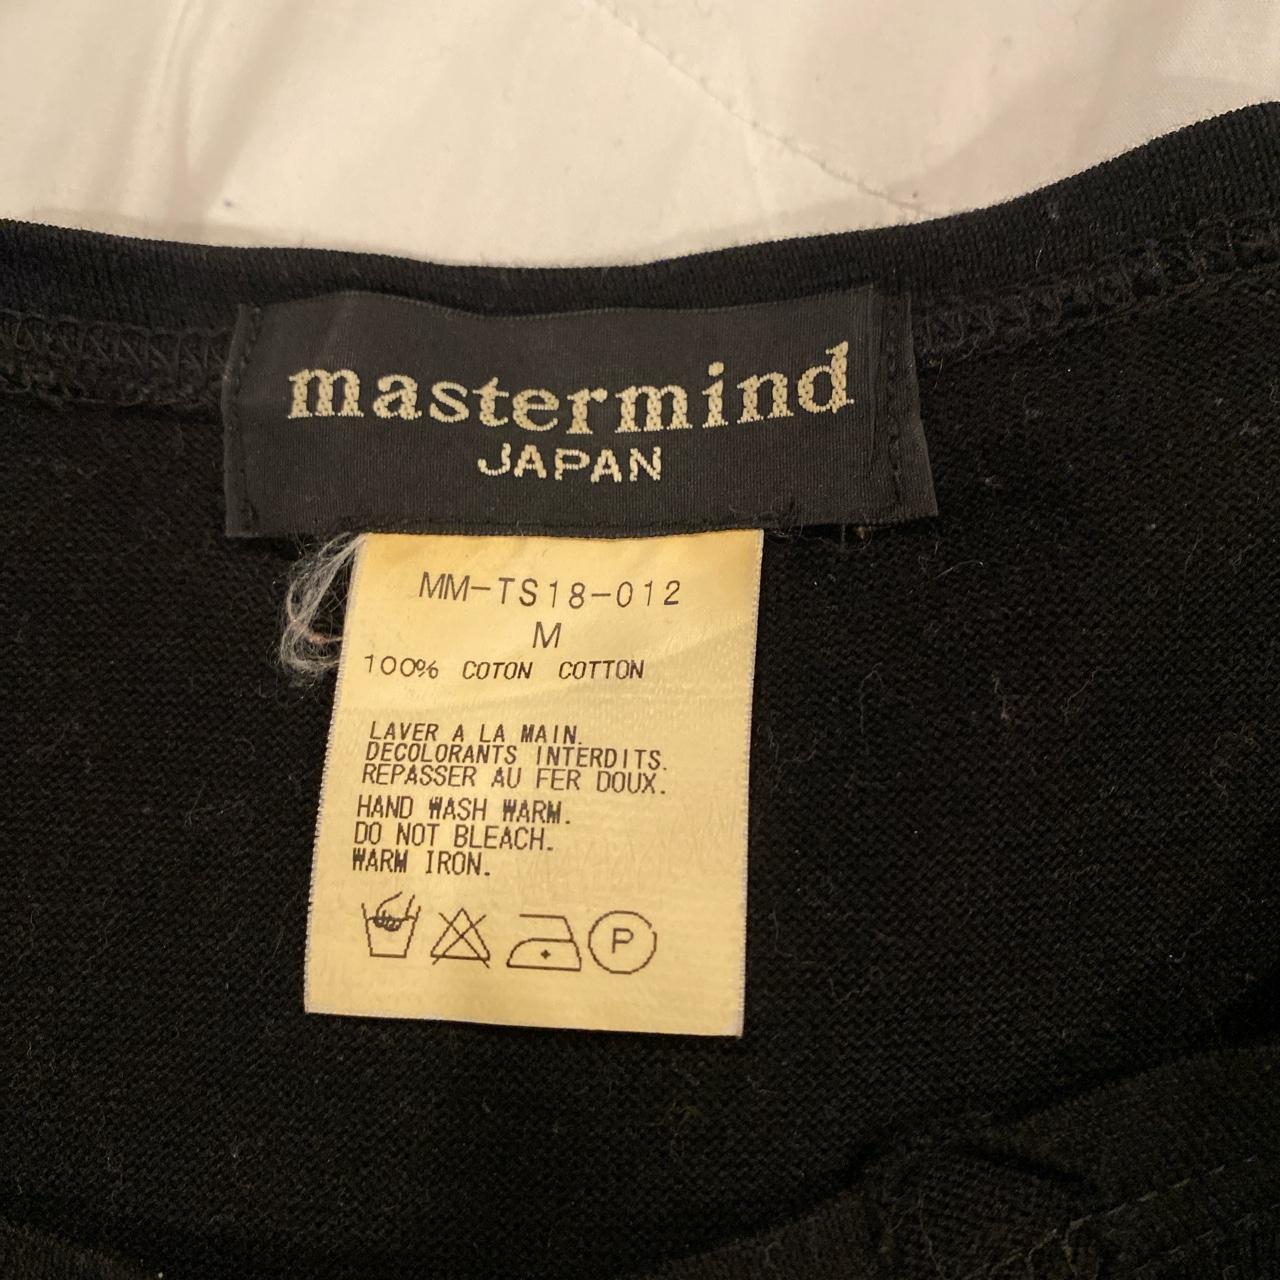 mastermind
JAPAN
MM-TS18-012
M
100% COTON COTTON
LAVER A LA MAIN.
DECOLORANTS INTERDITS.
REPASSER AU FER DOUX.
HAND WASH WARM.
DO NOT BLEACH.
WARM IRON.
P